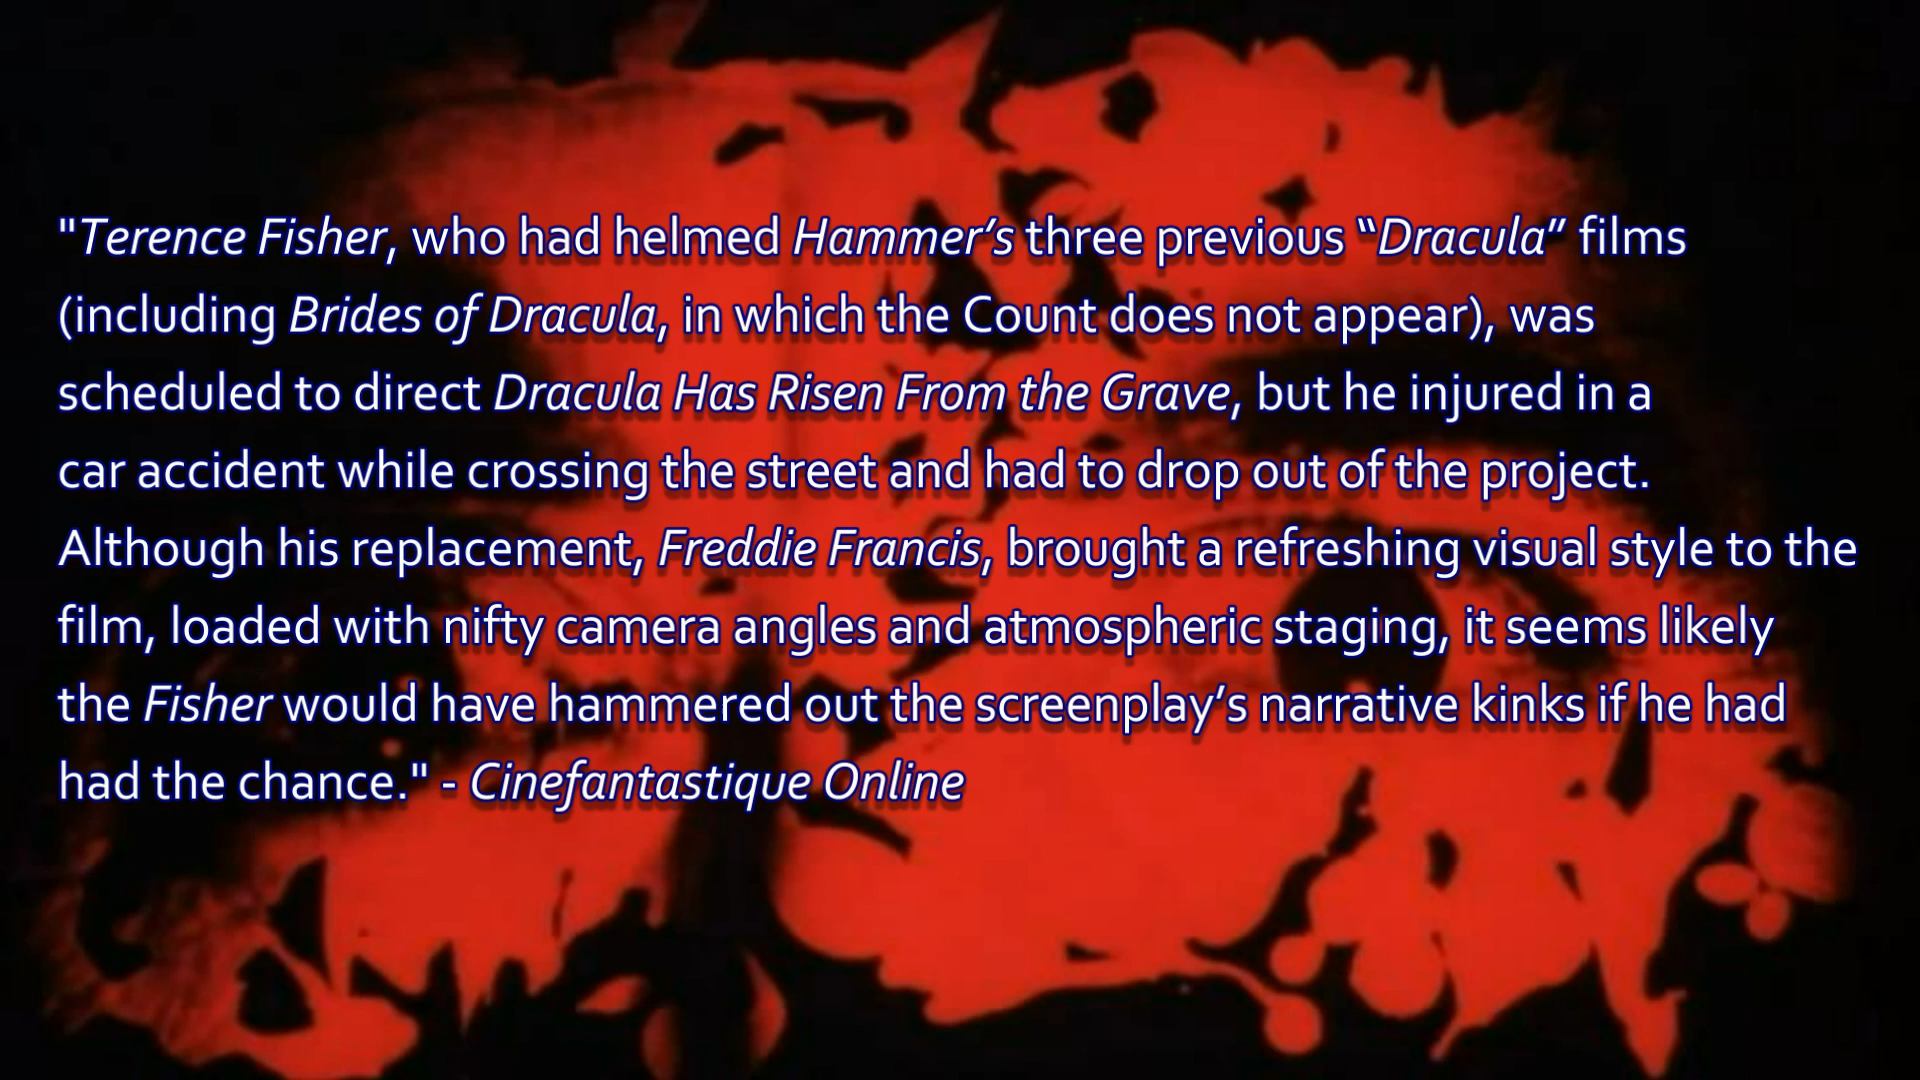 "Terence Fisher, who had helmed Hammer’s three previous “Dracula” films
(including Brides of Dracula, in which the Count does not appear), was
scheduled to direct Dracula Has Risen From the Grave, but he injured in a
car accident while crossing the street and had to drop out of the project.
Although his replacement, Freddie Francis, brought a refreshing visual style to the
film, loaded with nifty camera angles and atmospheric staging, it seems likely
the Fisher would have hammered out the screenplay’s narrative kinks if he had
had the chance." - Cinefantastique Online